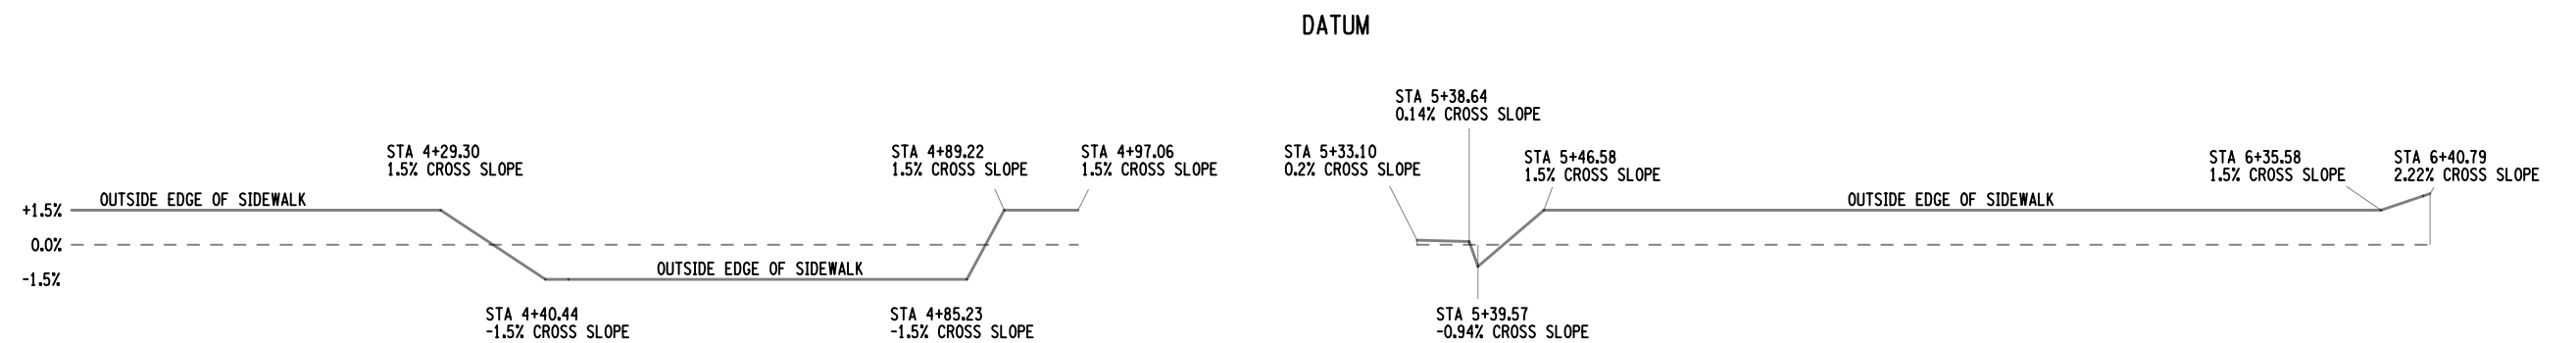 DATUM
STA 5+38.64
0.14% CROSS SLOPE
STA 4+29.30
1.5% CROSS SLOPE
STA 4+89.22
1.5% CROSS SLOPE
STA 4+97.06
1.5% CROSS SLOPE
STA 5+33.10
0.2% CROSS SLOPE
STA 5+46.58
1.5% CROSS SLOPE
STA 6+35.58
1.5% CROSS SLOPE
STA 6+40.79
2.22% CROSS SLOPE
OUTSIDE EDGE OF SIDEWALK
OUTSIDE EDGE OF SIDEWALK
+1.5%
0.0%
OUTSIDE EDGE OF SIDEWALK
-1.5%
STA 4+40.44
-1.5% CROSS SLOPE
STA 4+85.23
-1.5% CROSS SLOPE
STA 5+39.57
-0.94% CROSS SLOPE